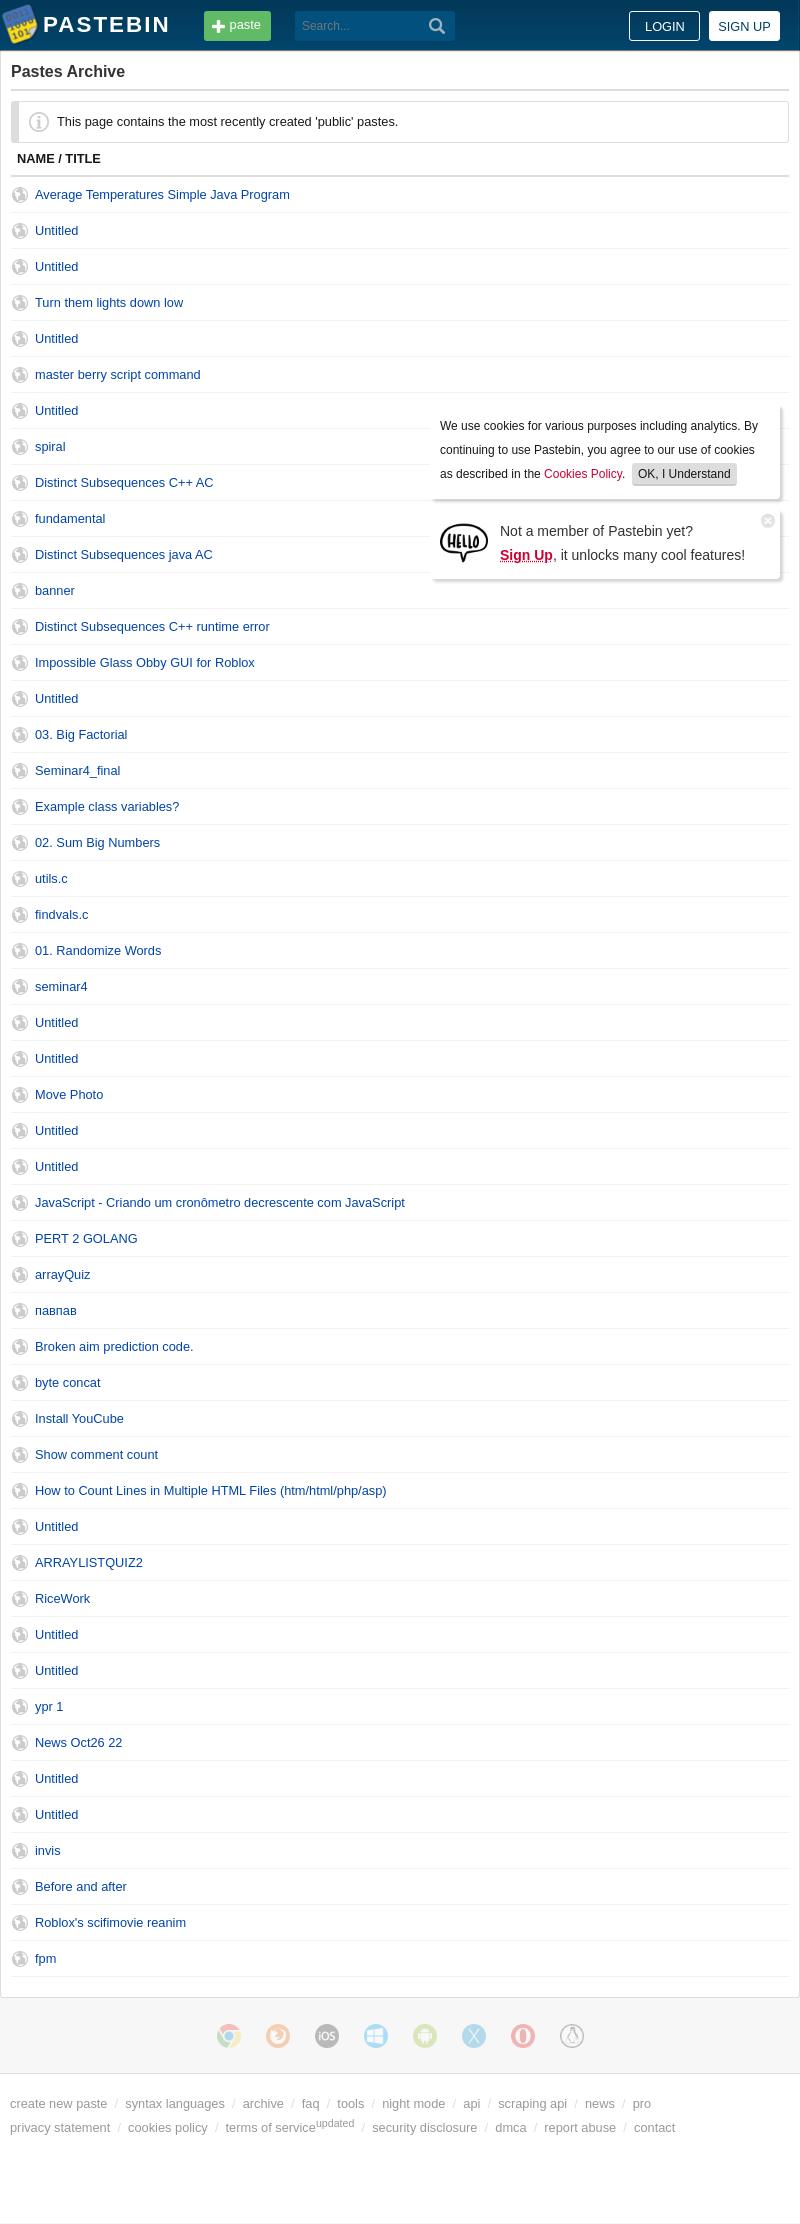 PASTEBIN paste Search... LOGIN SIGN UP
Pastes Archive
This page contains the most recently created 'public' pastes.
NAME / TITLE
Average Temperatures Simple Java Program
Untitled
Untitled
Turn them lights down low
Untitled
master berry script command
Untitled
spiral
Distinct Subsequences C++ AC
fundamental
Distinct Subsequences java AC
banner
Distinct Subsequences C++ runtime error
Impossible Glass Obby GUI for Roblox
Untitled
03. Big Factorial
Seminar4_final
Example class variables?
02. Sum Big Numbers
utils.c
findvals.c
01. Randomize Words
seminar4
Untitled
Untitled
Move Photo
Untitled
Untitled
JavaScript - Criando um cronômetro decrescente com JavaScript
PERT 2 GOLANG
arrayQuiz
павпав
Broken aim prediction code.
byte concat
Install YouCube
Show comment count
How to Count Lines in Multiple HTML Files (htm/html/php/asp)
Untitled
ARRAYLISTQUIZ2
RiceWork
Untitled
Untitled
ypr 1
News Oct26 22
Untitled
Untitled
invis
Before and after
Roblox's scifimovie reanim
fpm
We use cookies for various purposes including analytics. By
continuing to use Pastebin, you agree to our use of cookies
as described in the Cookies Policy. OK, I Understand
HELLO
Not a member of Pastebin yet?
Sign Up, it unlocks many cool features!
iOS
create new paste / syntax languages / archive / faq / tools / night mode / api / scraping api / news / pro
privacy statement / cookies policy / terms of serviceupdated / security disclosure / dmca / report abuse / contact